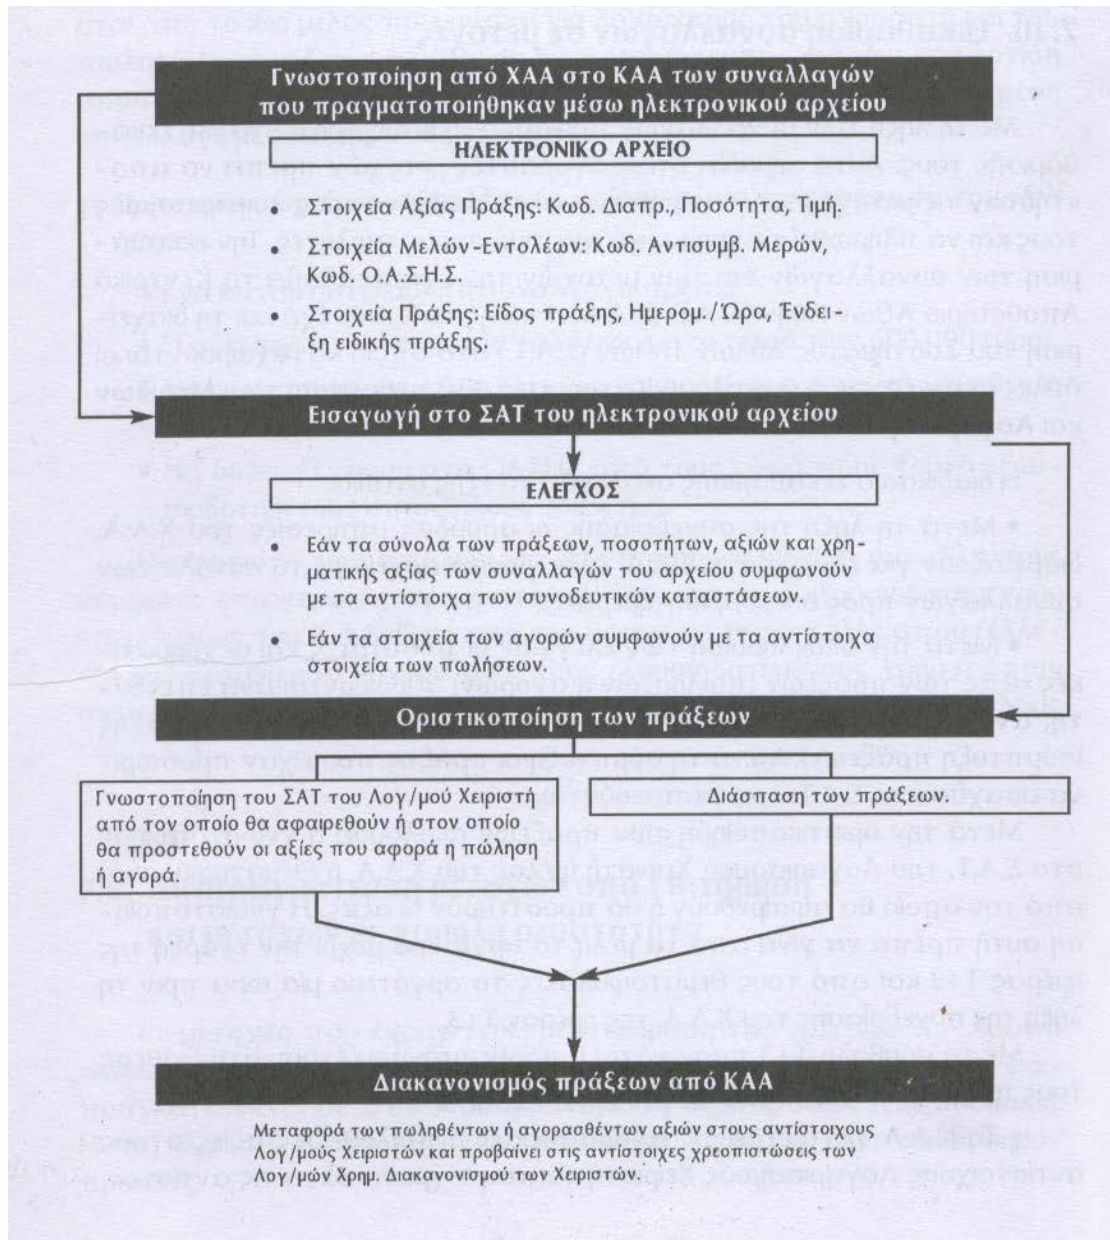 Γνωστοποίηση από ΧΑΑ στο ΚΑΑ των συναλλαγών
που πραγματοποιήθηκαν μέσω ηλεκτρονικού αρχείου
ΗΛΕΚΤΡΟΝΙΚΟ ΑΡΧΕΙΟ
• Στοιχεία Αξίας Πράξης: Κωδ. Διαπρ., Ποσότητα, Τιμή.
• Στοιχεία Μελών-Εντολέων: Κωδ. Αντισυμβ. Μερών,
Κωδ. Ο.Α.Σ.Η.Σ.
• Στοιχεία Πράξης: Είδος πράξης, Ημερομ./Ώρα, Ένδει-
ξη ειδικής πράξης.
Εισαγωγή στο ΣΑΤ του ηλεκτρονικού αρχείου
ΕΛΕΓΧΟΣ
• Εάν τα σύνολα των πράξεων, ποσοτήτων, αξιών και χρη-
ματικής αξίας των συναλλαγών του αρχείου συμφωνούν
με τα αντίστοιχα των συνοδευτικών καταστάσεων.
• Εάν τα στοιχεία των αγορών συμφωνούν με τα αντίστοιχα
στοιχεία των πωλήσεων.
Οριστικοποίηση των πράξεων
Γνωστοποίηση του ΣΑΤ του Λογ/μού Χειριστή
από τον οποίο θα αφαιρεθούν ή στον οποίο
θα προστεθούν οι αξίες που αφορά η πώληση
ή αγορά.
Διάσπαση των πράξεων.
Διακανονισμός πράξεων από ΚΑΑ
Μεταφορά των πωληθέντων ή αγορασθέντων αξιών στους αντίστοιχους
Λογ/μούς Χειριστών και προβαίνει στις αντίστοιχες χρεοπιστώσεις των
Λογ/μών Χρημ. Διακανονισμού των Χειριστών.